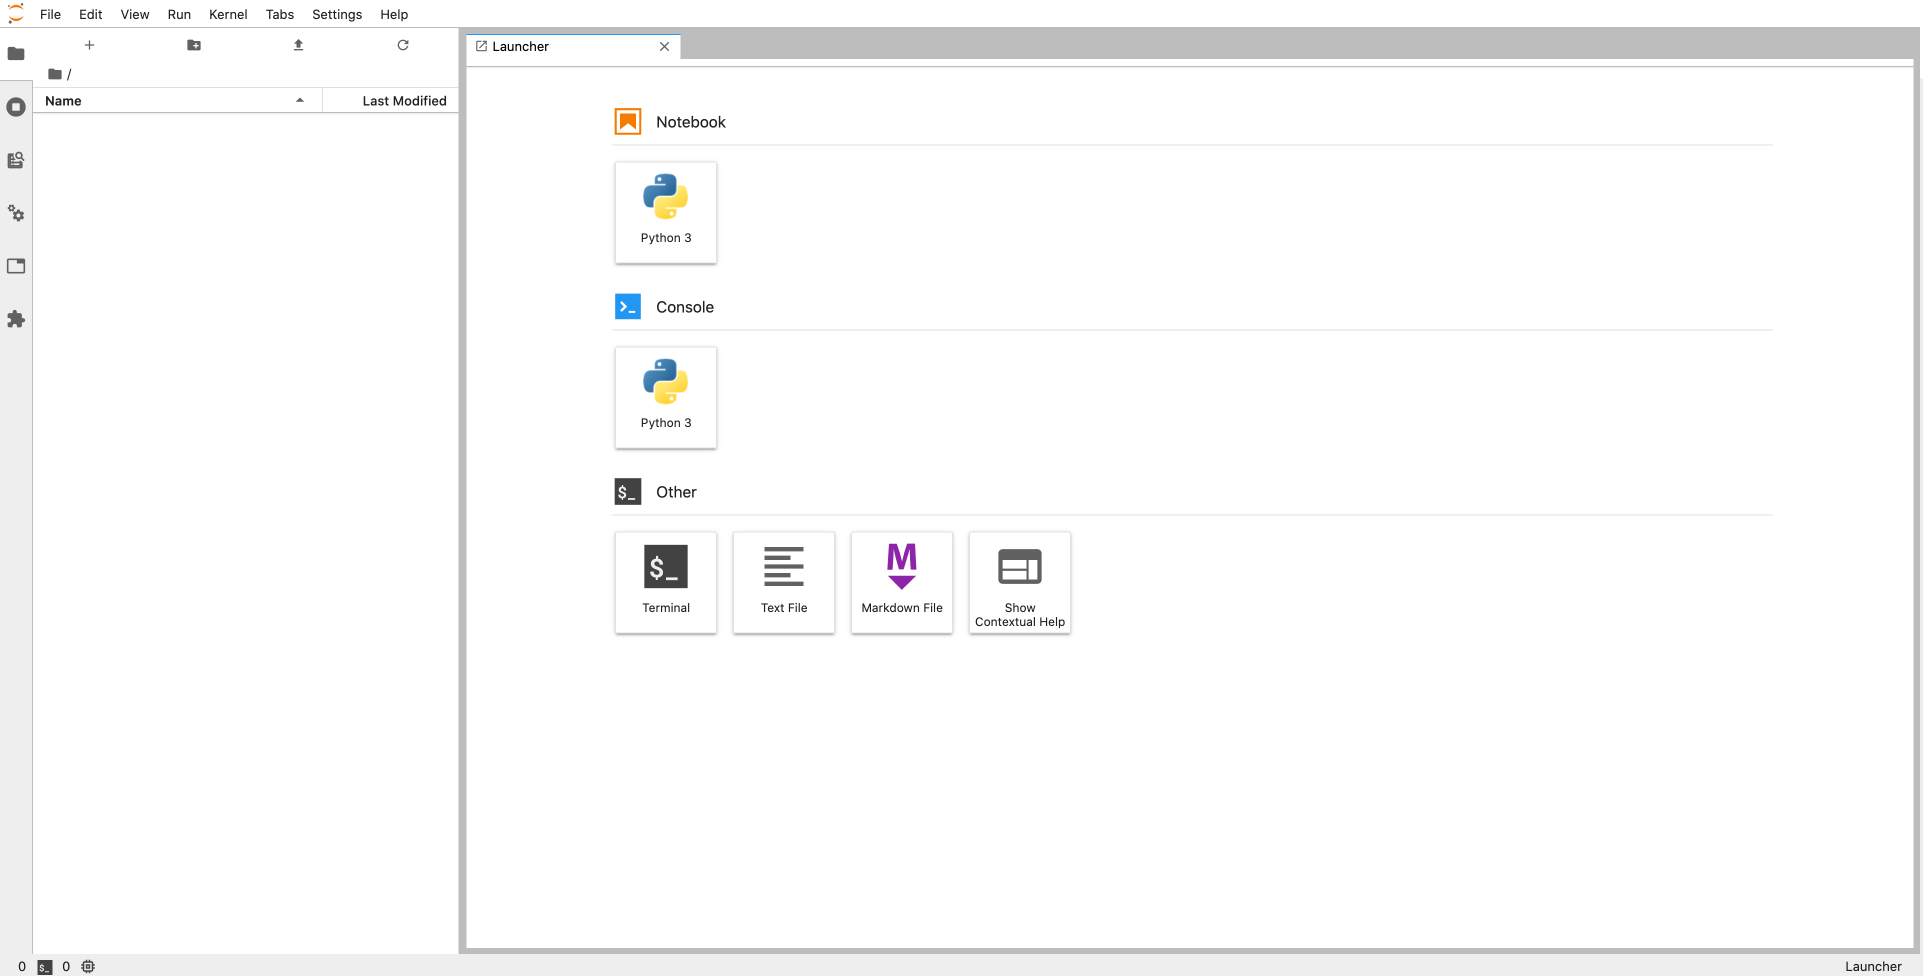 File Edit View Run Kernel Tabs Settings Help
Launcher
/
Name Last Modified
Notebook
Python 3
Console
Python 3
$_ Other
$_ M
Terminal Text File Markdown File Show
Contextual Help
0 $_ 0 Launcher